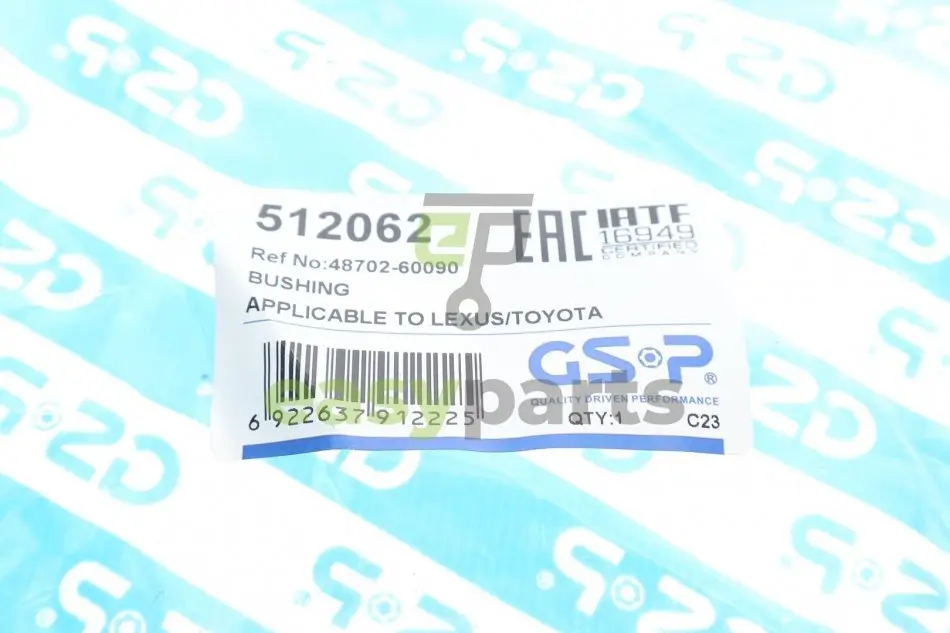 512062
EAC
IATF
16949
CERTIFIED
COMPANY
Ref No:48702-60090
BUSHING
APPLICABLE TO LEXUS/TOYOTA
GSP®
QUALITY DRIVEN PERFORMANCE
easyparts
6 922637 912225
QTY:1
C23